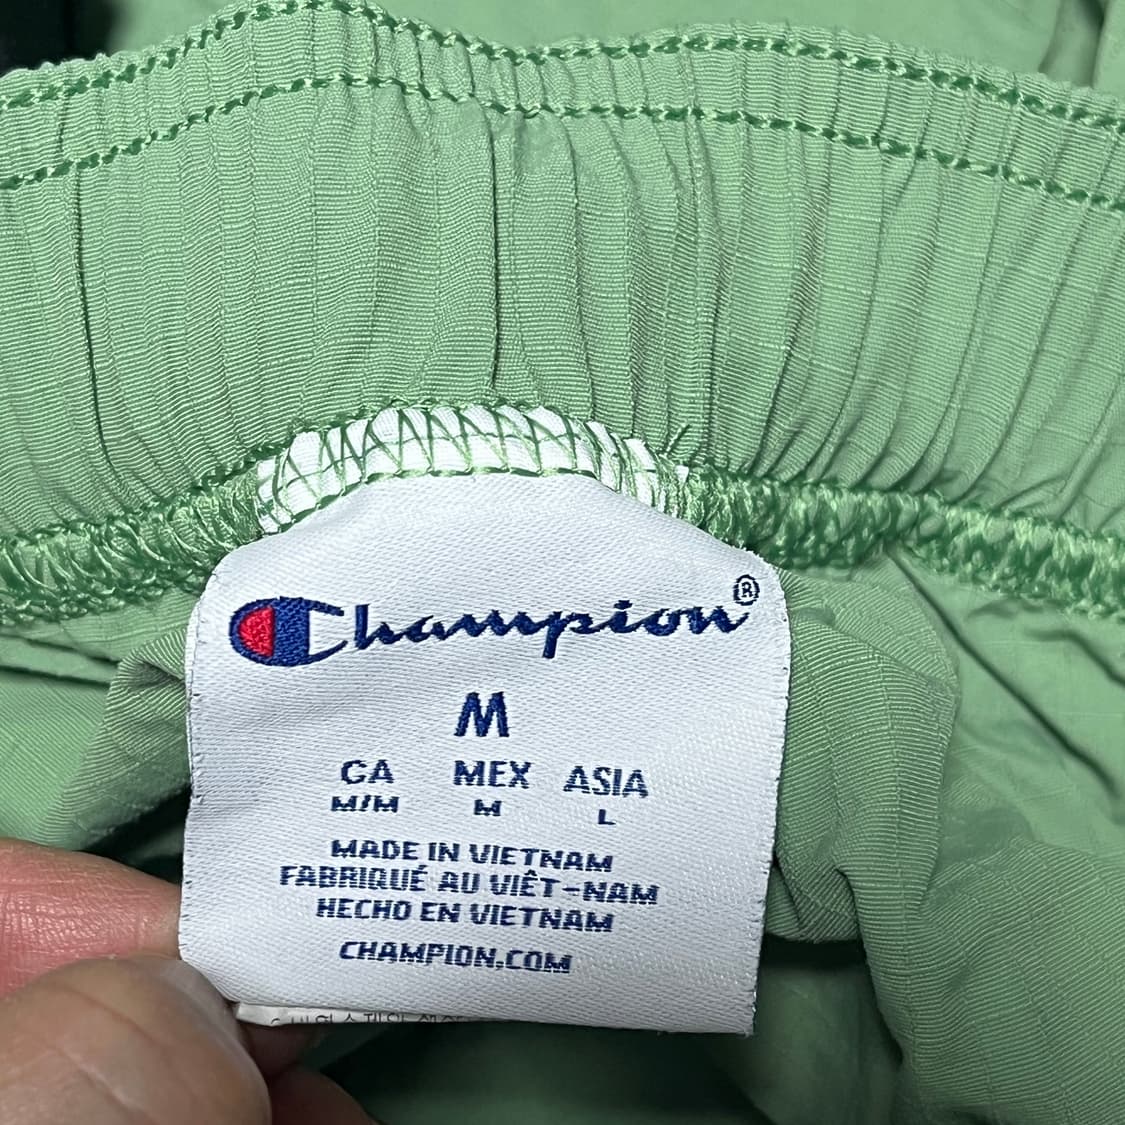 Champion®
M
CA MEX ASIA
M/M M L
MADE IN VIETNAM
FABRIQUÉ AU VIÊT-NAM
HECHO EN VIETNAM
CHAMPION.COM